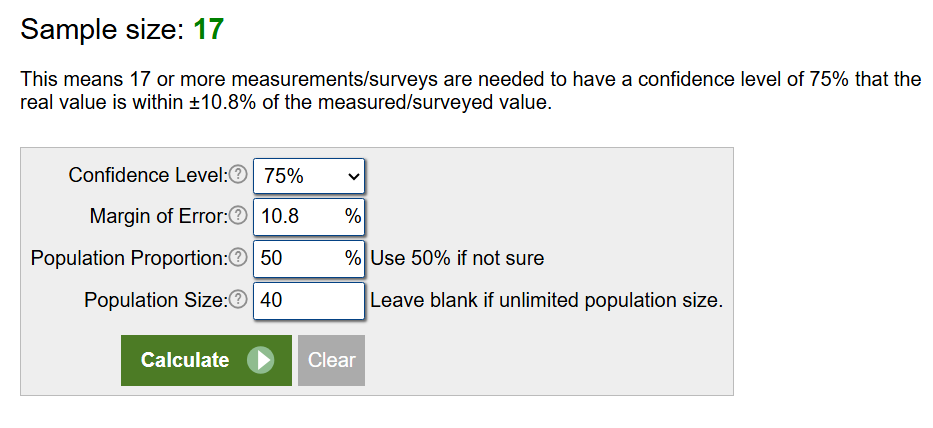 Sample size: 17
This means 17 or more measurements/surveys are needed to have a confidence level of 75% that the
real value is within ±10.8% of the measured/surveyed value.
Confidence Level:? 75%
Margin of Error:? 10.8 %
Population Proportion:? 50 % Use 50% if not sure
Population Size:? 40 Leave blank if unlimited population size.
Calculate Clear